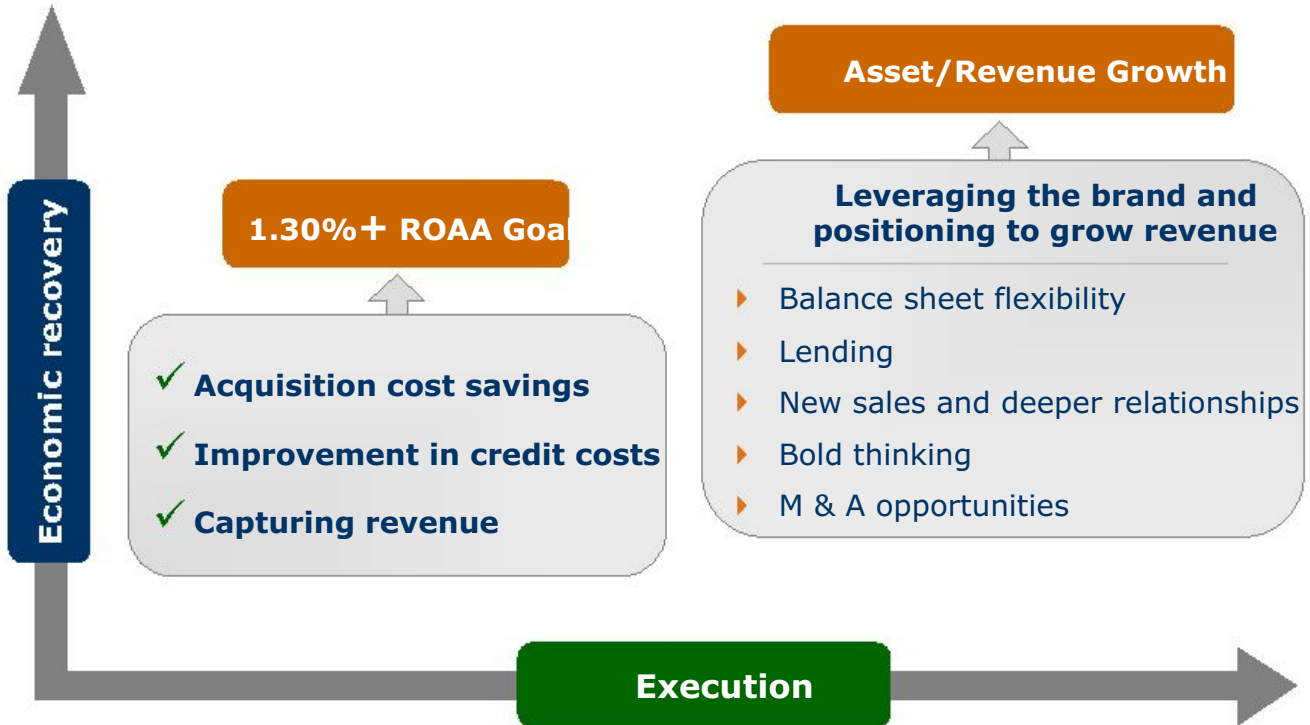 Asset/Revenue Growth
Leveraging the brand and
positioning to grow revenue
Balance sheet flexibility
Lending
New sales and deeper relationships
Bold thinking
M & A opportunities
1.30%+ ROAA Goal
Acquisition cost savings
Improvement in credit costs
Capturing revenue
Economic recovery
Execution